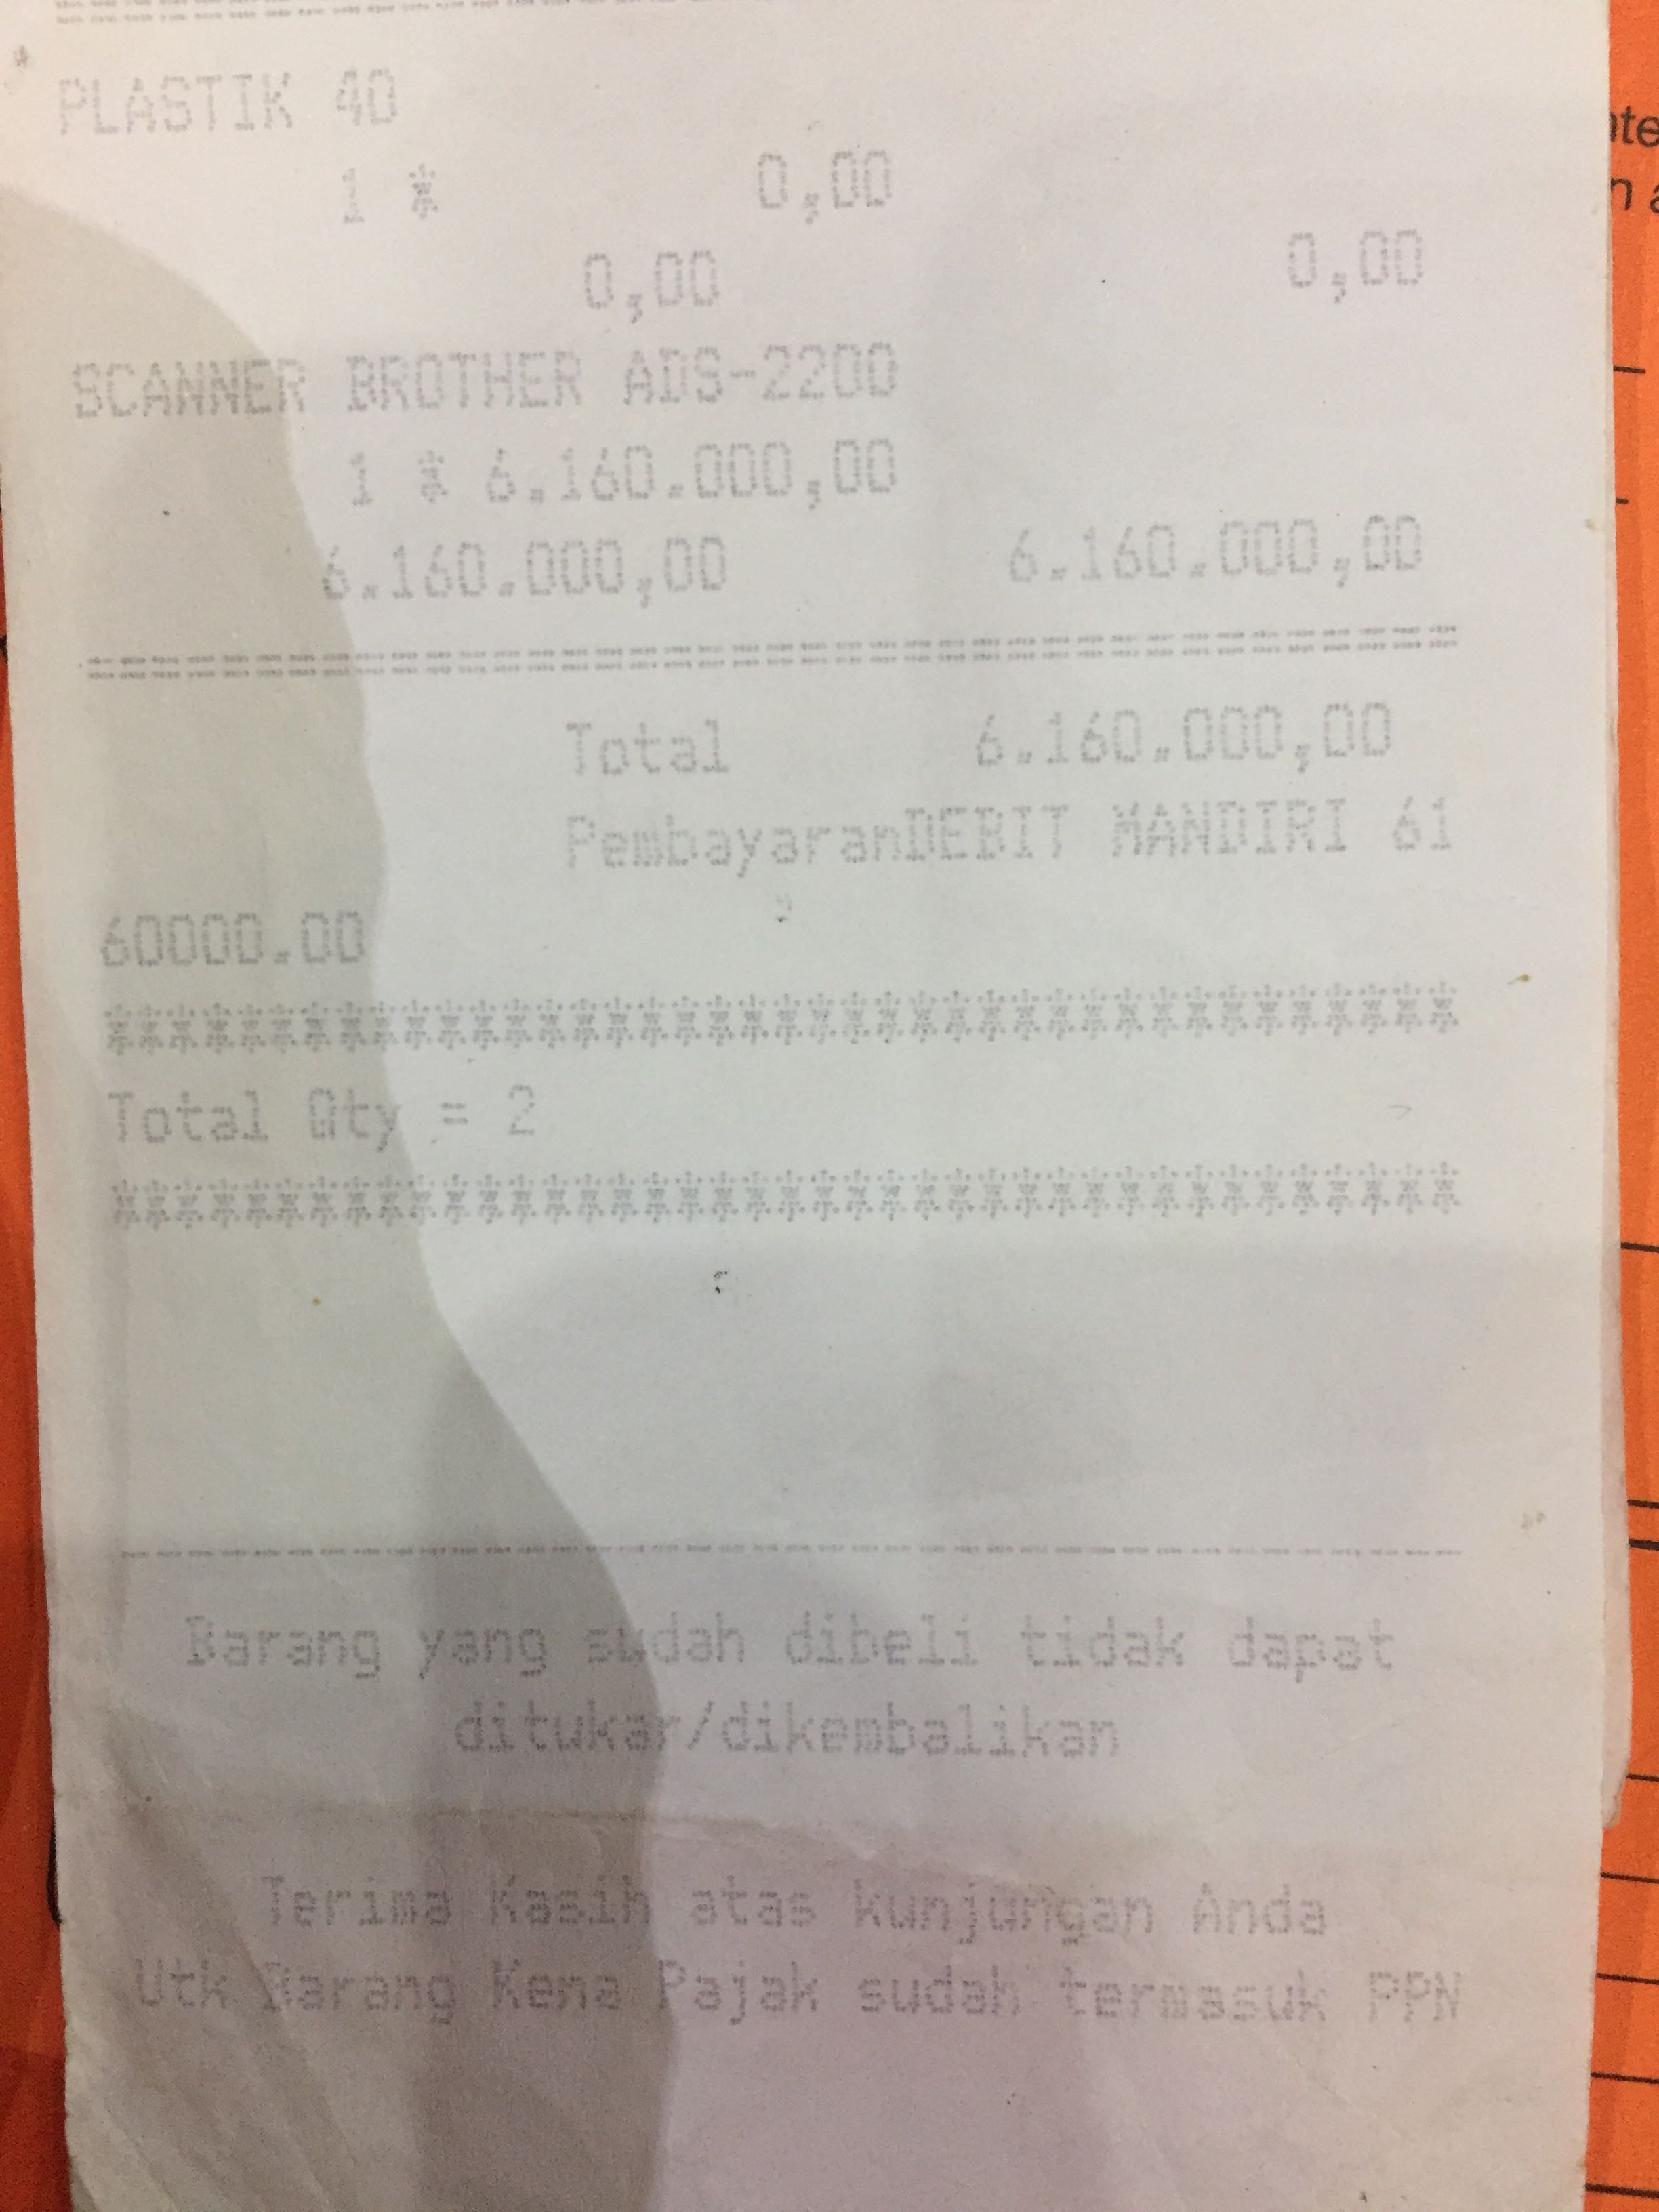 PLASTIK 40
1 * 0,00
0,00 0,00
SCANNER BROTHER ADS-2200
1 * 6.160.000,00
6.160.000,00 6.160.000,00
Total 6.160.000,00
PembayaranDEBIT MANDIRI 61
60000.00
****************************************
Total Qty = 2
****************************************
Barang yang sudah dibeli tidak dapat
ditukar/dikembalikan
Terima Kasih atas Kunjungan Anda
Utk Barang Kena Pajak sudah termasuk PPN